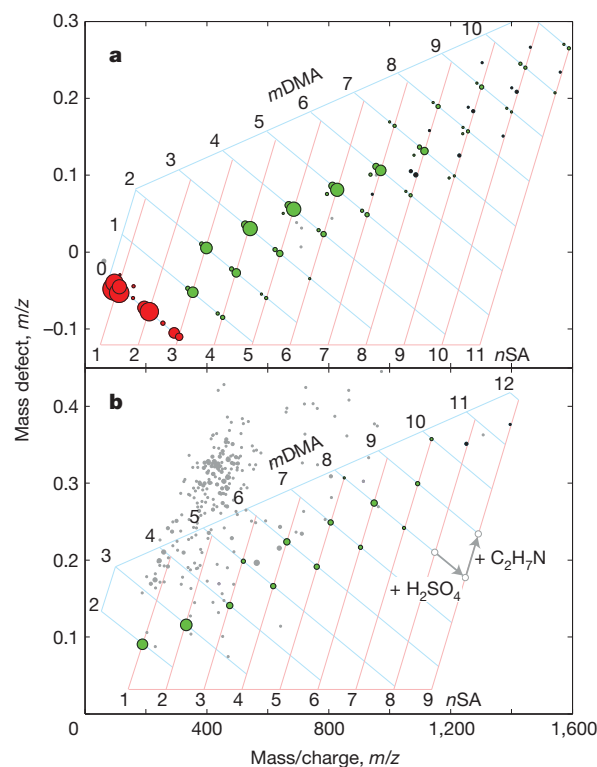 0.3
a
mDMA
10
9
8
7
6
5
4
3
2
1
0
0.2
0.1
0
−0.1
1 2 3 4 5 6 7 8 9 10 11 nSA
Mass defect, m/z
b
12
11
10
9
8
7
6
5
4
3
2
mDMA
0.4
0.3
0.2
0.1
+ C₂H₇N
+ H₂SO₄
1 2 3 4 5 6 7 8 9 nSA
0 400 800 1,200 1,600
Mass/charge, m/z